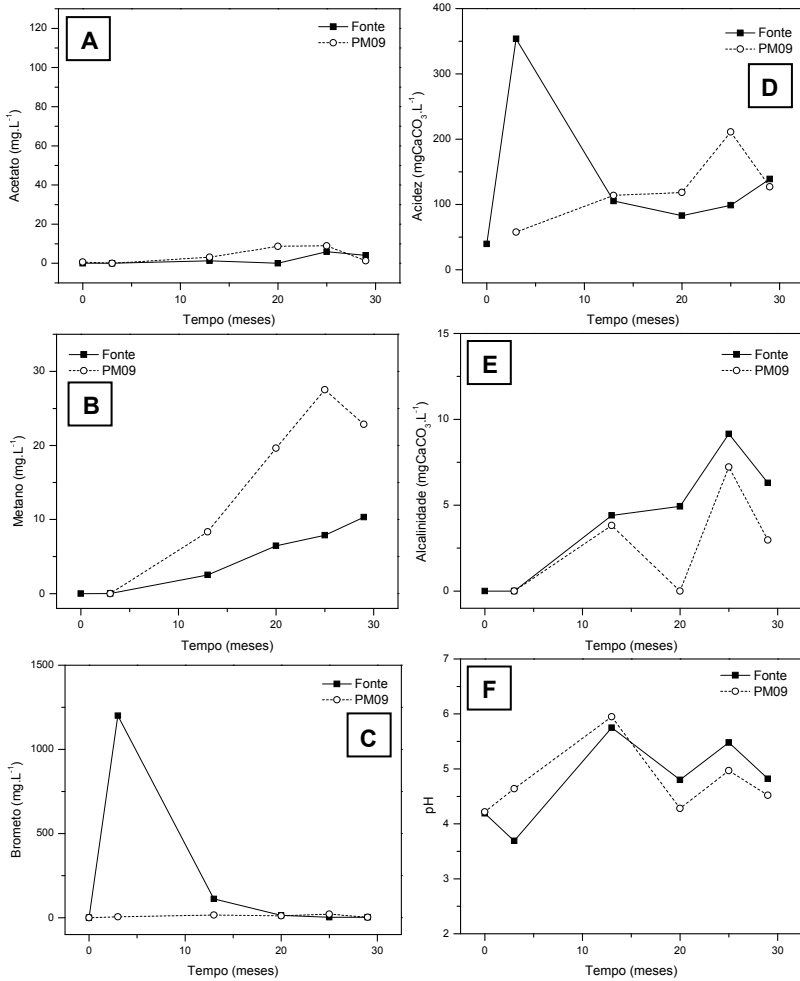 A
Fonte
PM09
120
100
80
60
40
20
0
Acetato (mg.L⁻¹)
0 10 20 30
Tempo (meses)
D
Fonte
PM09
400
300
200
100
0
Acidez (mgCaCO₃.L⁻¹)
0 10 20 30
Tempo (meses)
B
Fonte
PM09
30
20
10
0
Metano (mg.L⁻¹)
0 10 20 30
Tempo (meses)
E
Fonte
PM09
15
10
5
0
Alcalinidade (mgCaCO₃.L⁻¹)
0 10 20 30
Tempo (meses)
C
Fonte
PM09
1500
1000
500
0
Brometo (mg.L⁻¹)
0 10 20 30
Tempo (meses)
F
Fonte
PM09
7
6
5
4
3
2
pH
0 10 20 30
Tempo (meses)